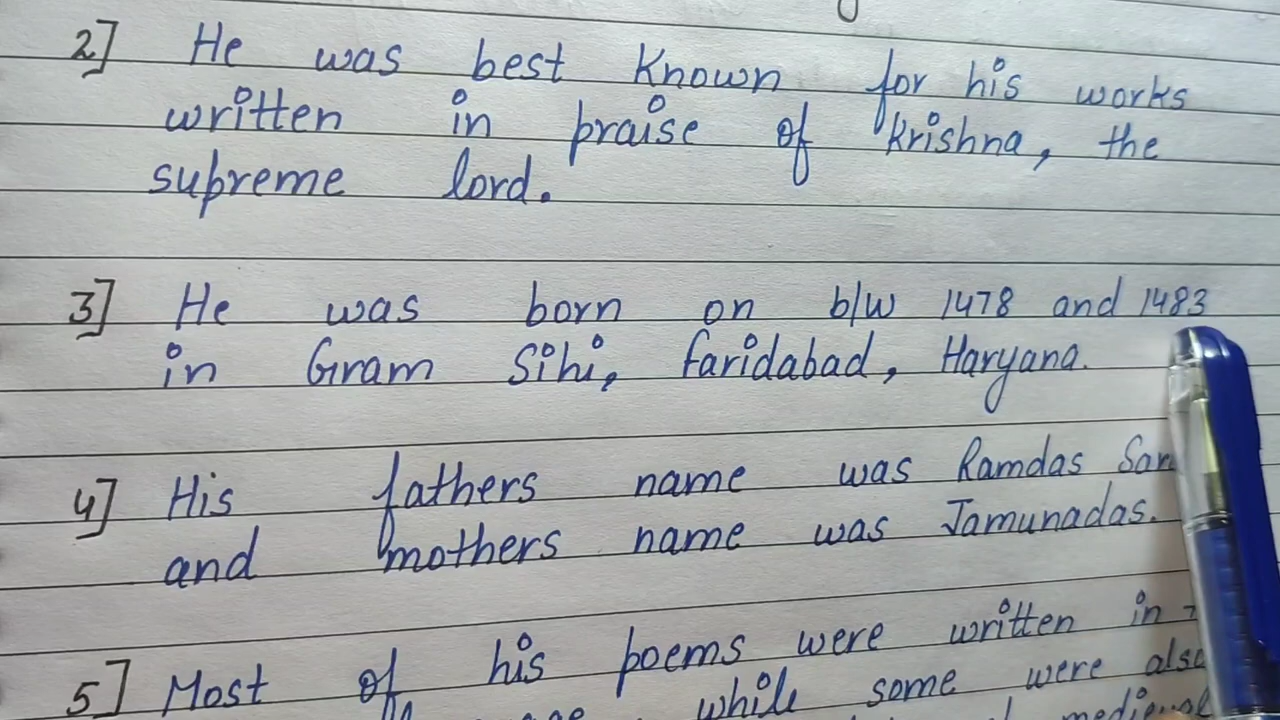 2] He was best known for his works
written in praise of krishna, the
supreme lord.
3] He was born on b/w 1478 and 1483
in Gram Sihi, faridabad, Haryana.
4] His fathers name was Ramdas
and mothers name was Jamunadas.
5] Most of his poems were written in
while some were also